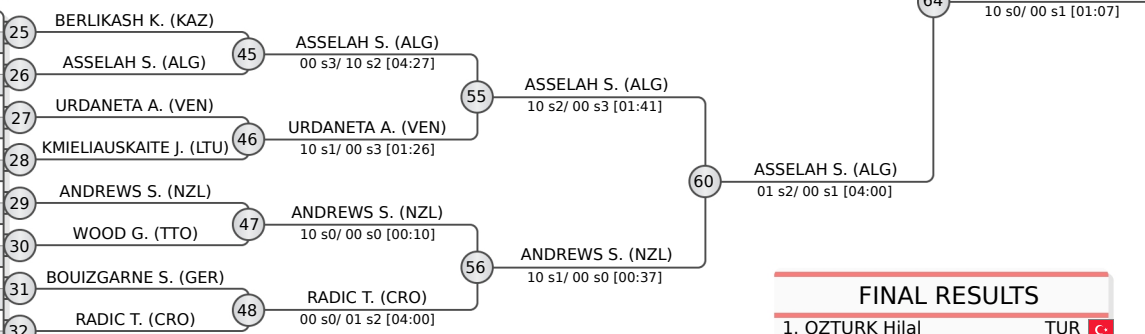 64
10 s0/ 00 s1 [01:07]
25
BERLIKASH K. (KAZ)
26
ASSELAH S. (ALG)
45
ASSELAH S. (ALG)
00 s3/ 10 s2 [04:27]
27
URDANETA A. (VEN)
28
KMIELIAUSKAITE J. (LTU)
46
URDANETA A. (VEN)
10 s1/ 00 s3 [01:26]
55
ASSELAH S. (ALG)
10 s2/ 00 s3 [01:41]
29
ANDREWS S. (NZL)
30
WOOD G. (TTO)
47
ANDREWS S. (NZL)
10 s0/ 00 s0 [00:10]
31
BOUIZGARNE S. (GER)
32
RADIC T. (CRO)
48
RADIC T. (CRO)
00 s0/ 01 s2 [04:00]
56
ANDREWS S. (NZL)
10 s1/ 00 s0 [00:37]
60
ASSELAH S. (ALG)
01 s2/ 00 s1 [04:00]
FINAL RESULTS
1. OZTURK Hilal TUR